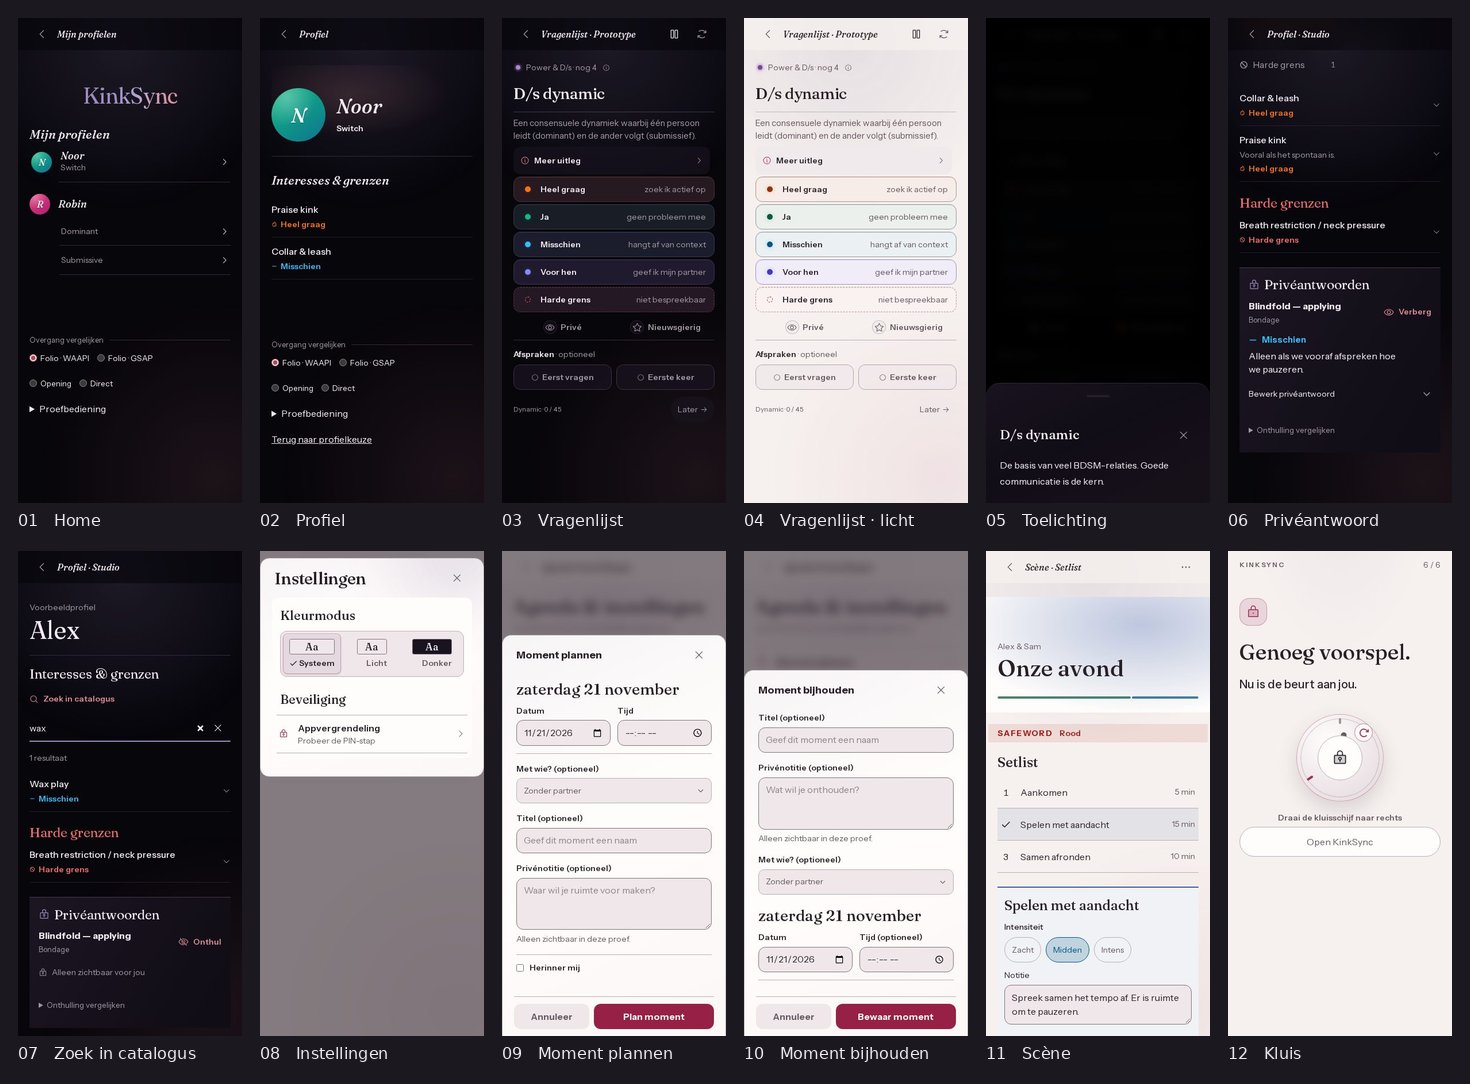 Mijn profielen
KinkSync
Mijn profielen
N
Noor
Switch
R
Robin
Dominant
Submissive
Overgang vergelijken
Folio · WAAPI
Folio · GSAP
Opening
Direct
Proefbediening
01 Home
Profiel
N
Noor
Switch
Interesses & grenzen
Praise kink
Heel graag
Collar & leash
Misschien
Overgang vergelijken
Folio · WAAPI
Folio · GSAP
Opening
Direct
Proefbediening
Terug naar profielkeuze
02 Profiel
Vragenlijst · Prototype
Power & D/s · nog 4
D/s dynamic
Een consensuele dynamiek waarbij één persoon
leidt (dominant) en de ander volgt (submissief).
Meer uitleg
Heel graag zoek ik actief op
Ja geen probleem mee
Misschien hangt af van context
Voor hen geef ik mijn partner
Harde grens niet bespreekbaar
Privé
Nieuwsgierig
Afspraken · optioneel
Eerst vragen
Eerste keer
Dynamic · 0 / 45
Later →
03 Vragenlijst
Vragenlijst · Prototype
Power & D/s · nog 4
D/s dynamic
Een consensuele dynamiek waarbij één persoon
leidt (dominant) en de ander volgt (submissief).
Meer uitleg
Heel graag zoek ik actief op
Ja geen probleem mee
Misschien hangt af van context
Voor hen geef ik mijn partner
Harde grens niet bespreekbaar
Privé
Nieuwsgierig
Afspraken · optioneel
Eerst vragen
Eerste keer
Dynamic · 0 / 45
Later →
04 Vragenlijst · licht
D/s dynamic
De basis van veel BDSM-relaties. Goede
communicatie is de kern.
05 Toelichting
Profiel · Studio
Harde grens 1
Collar & leash
Heel graag
Praise kink
Vooral als het spontaan is.
Heel graag
Harde grenzen
Breath restriction / neck pressure
Harde grens
Privéantwoorden
Blindfold — applying
Bondage
Verberg
Misschien
Alleen als we vooraf afspreken hoe
we pauzeren.
Bewerk privéantwoord
Onthulling vergelijken
06 Privéantwoord
Profiel · Studio
Voorbeeldprofiel
Alex
Interesses & grenzen
Zoek in catalogus
wax
1 resultaat
Wax play
Misschien
Harde grenzen
Breath restriction / neck pressure
Harde grens
Privéantwoorden
Blindfold — applying
Bondage
Onthul
Alleen zichtbaar voor jou
Onthulling vergelijken
07 Zoek in catalogus
Instellingen
Kleurmodus
Aa Aa Aa
Systeem Licht Donker
Beveiliging
Appvergrendeling
Probeer de PIN-stap
08 Instellingen
Moment plannen
zaterdag 21 november
Datum Tijd
11/21/2026 --:-- --
Met wie? (optioneel)
Zonder partner
Titel (optioneel)
Geef dit moment een naam
Privénotitie (optioneel)
Waar wil je ruimte voor maken?
Alleen zichtbaar in deze proef.
Herinner mij
Annuleer
Plan moment
09 Moment plannen
Moment bijhouden
Titel (optioneel)
Geef dit moment een naam
Privénotitie (optioneel)
Wat wil je onthouden?
Alleen zichtbaar in deze proef.
Met wie? (optioneel)
Zonder partner
zaterdag 21 november
Datum Tijd (optioneel)
11/21/2026 --:-- --
Annuleer
Bewaar moment
10 Moment bijhouden
Scène · Setlist
Alex & Sam
Onze avond
SAFEWORD Rood
Setlist
1 Aankomen 5 min
Spelen met aandacht 15 min
3 Samen afronden 10 min
Spelen met aandacht
Intensiteit
Zacht Midden Intens
Notitie
Spreek samen het tempo af. Er is ruimte
om te pauzeren.
11 Scène
KINKSYNC 6 / 6
Genoeg voorspel.
Nu is de beurt aan jou.
Draai de kluisschijf naar rechts
Open KinkSync
12 Kluis